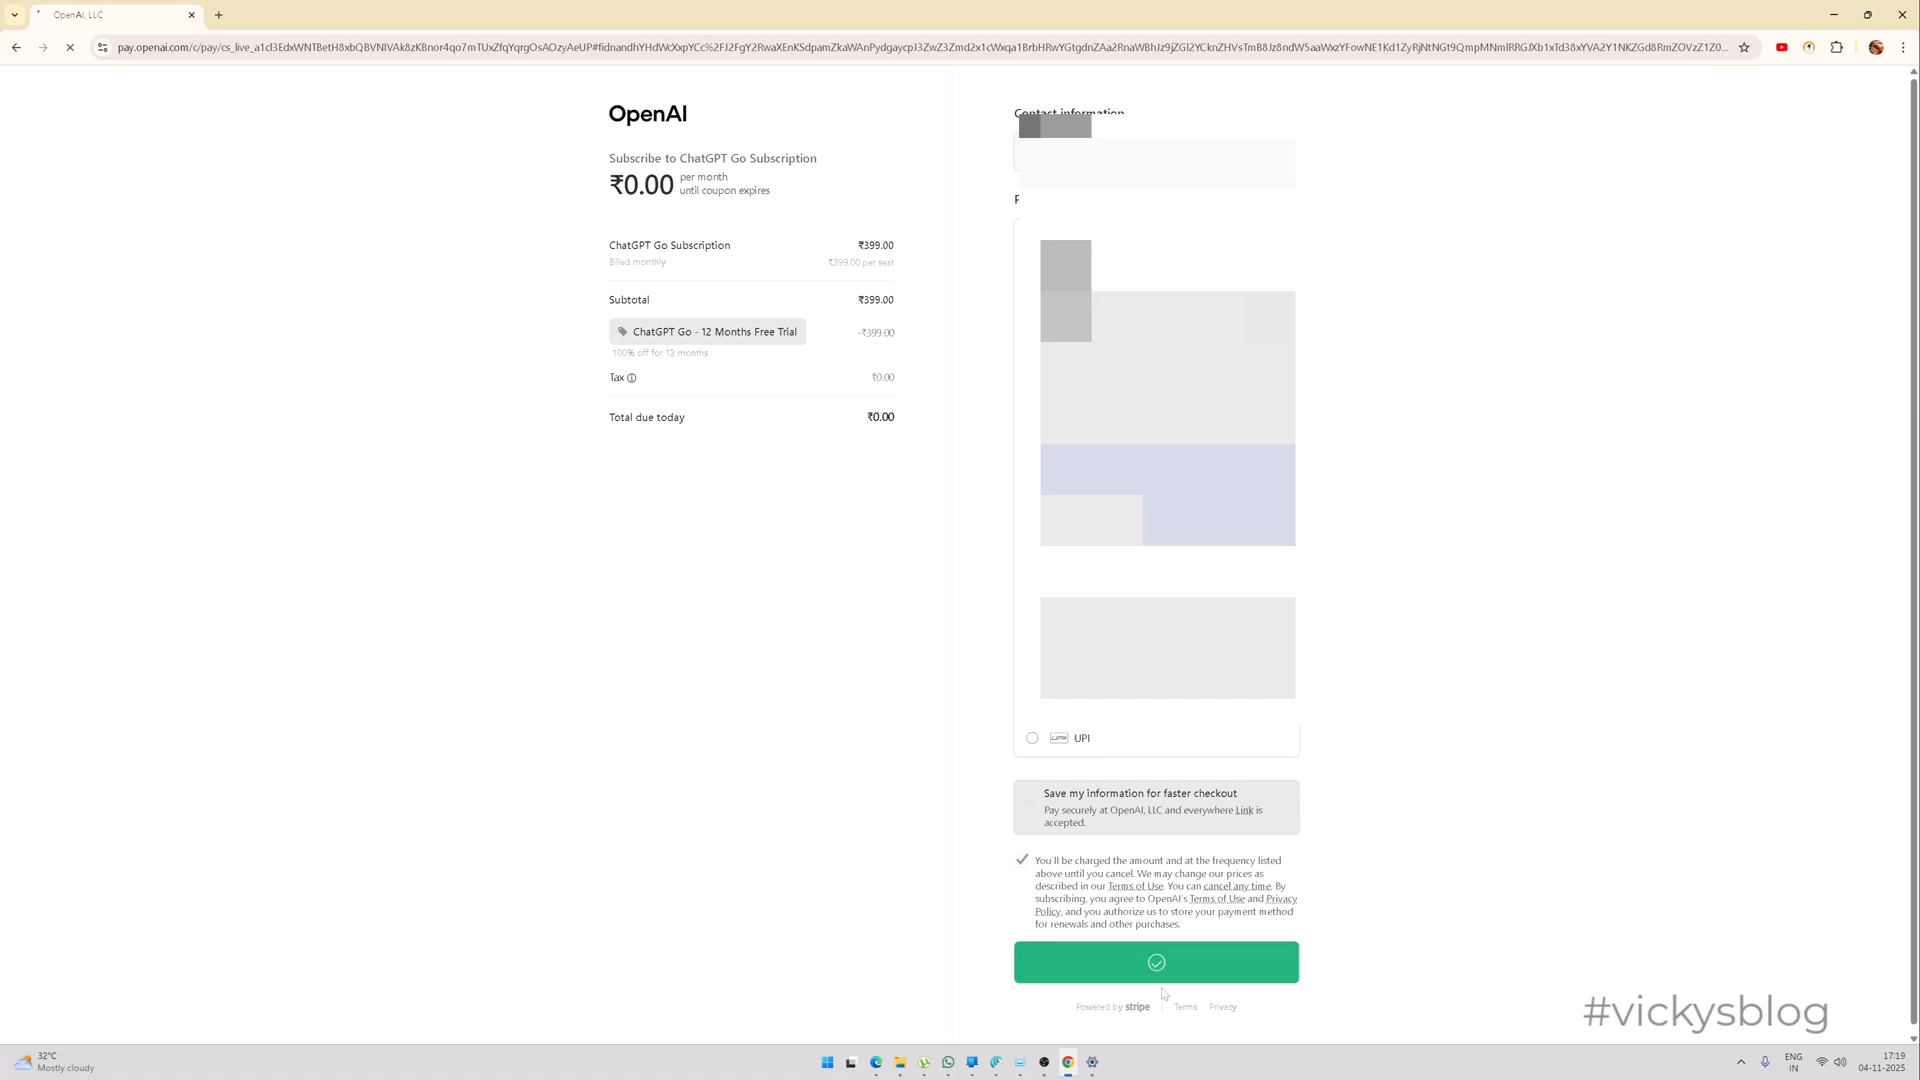 OpenAI, LLC
pay.openai.com/c/pay/cs_live_
OpenAI
Subscribe to ChatGPT Go Subscription
₹0.00 per month
until coupon expires
ChatGPT Go Subscription ₹399.00
Billed monthly ₹399.00 per seat
Subtotal ₹399.00
ChatGPT Go - 12 Months Free Trial -₹399.00
100% off for 12 months
Tax ₹0.00
Total due today ₹0.00
Contact information
P
UPI
Save my information for faster checkout
Pay securely at OpenAI, LLC and everywhere Link is
accepted.
You'll be charged the amount and at the frequency listed
above until you cancel. We may change our prices as
described in our Terms of Use. You can cancel any time. By
subscribing, you agree to OpenAI's Terms of Use and Privacy
Policy, and you authorize us to store your payment method
for renewals and other purchases.
Powered by stripe Terms Privacy
#vickysblog
32°C
Mostly cloudy
ENG
IN
17:19
04-11-2025